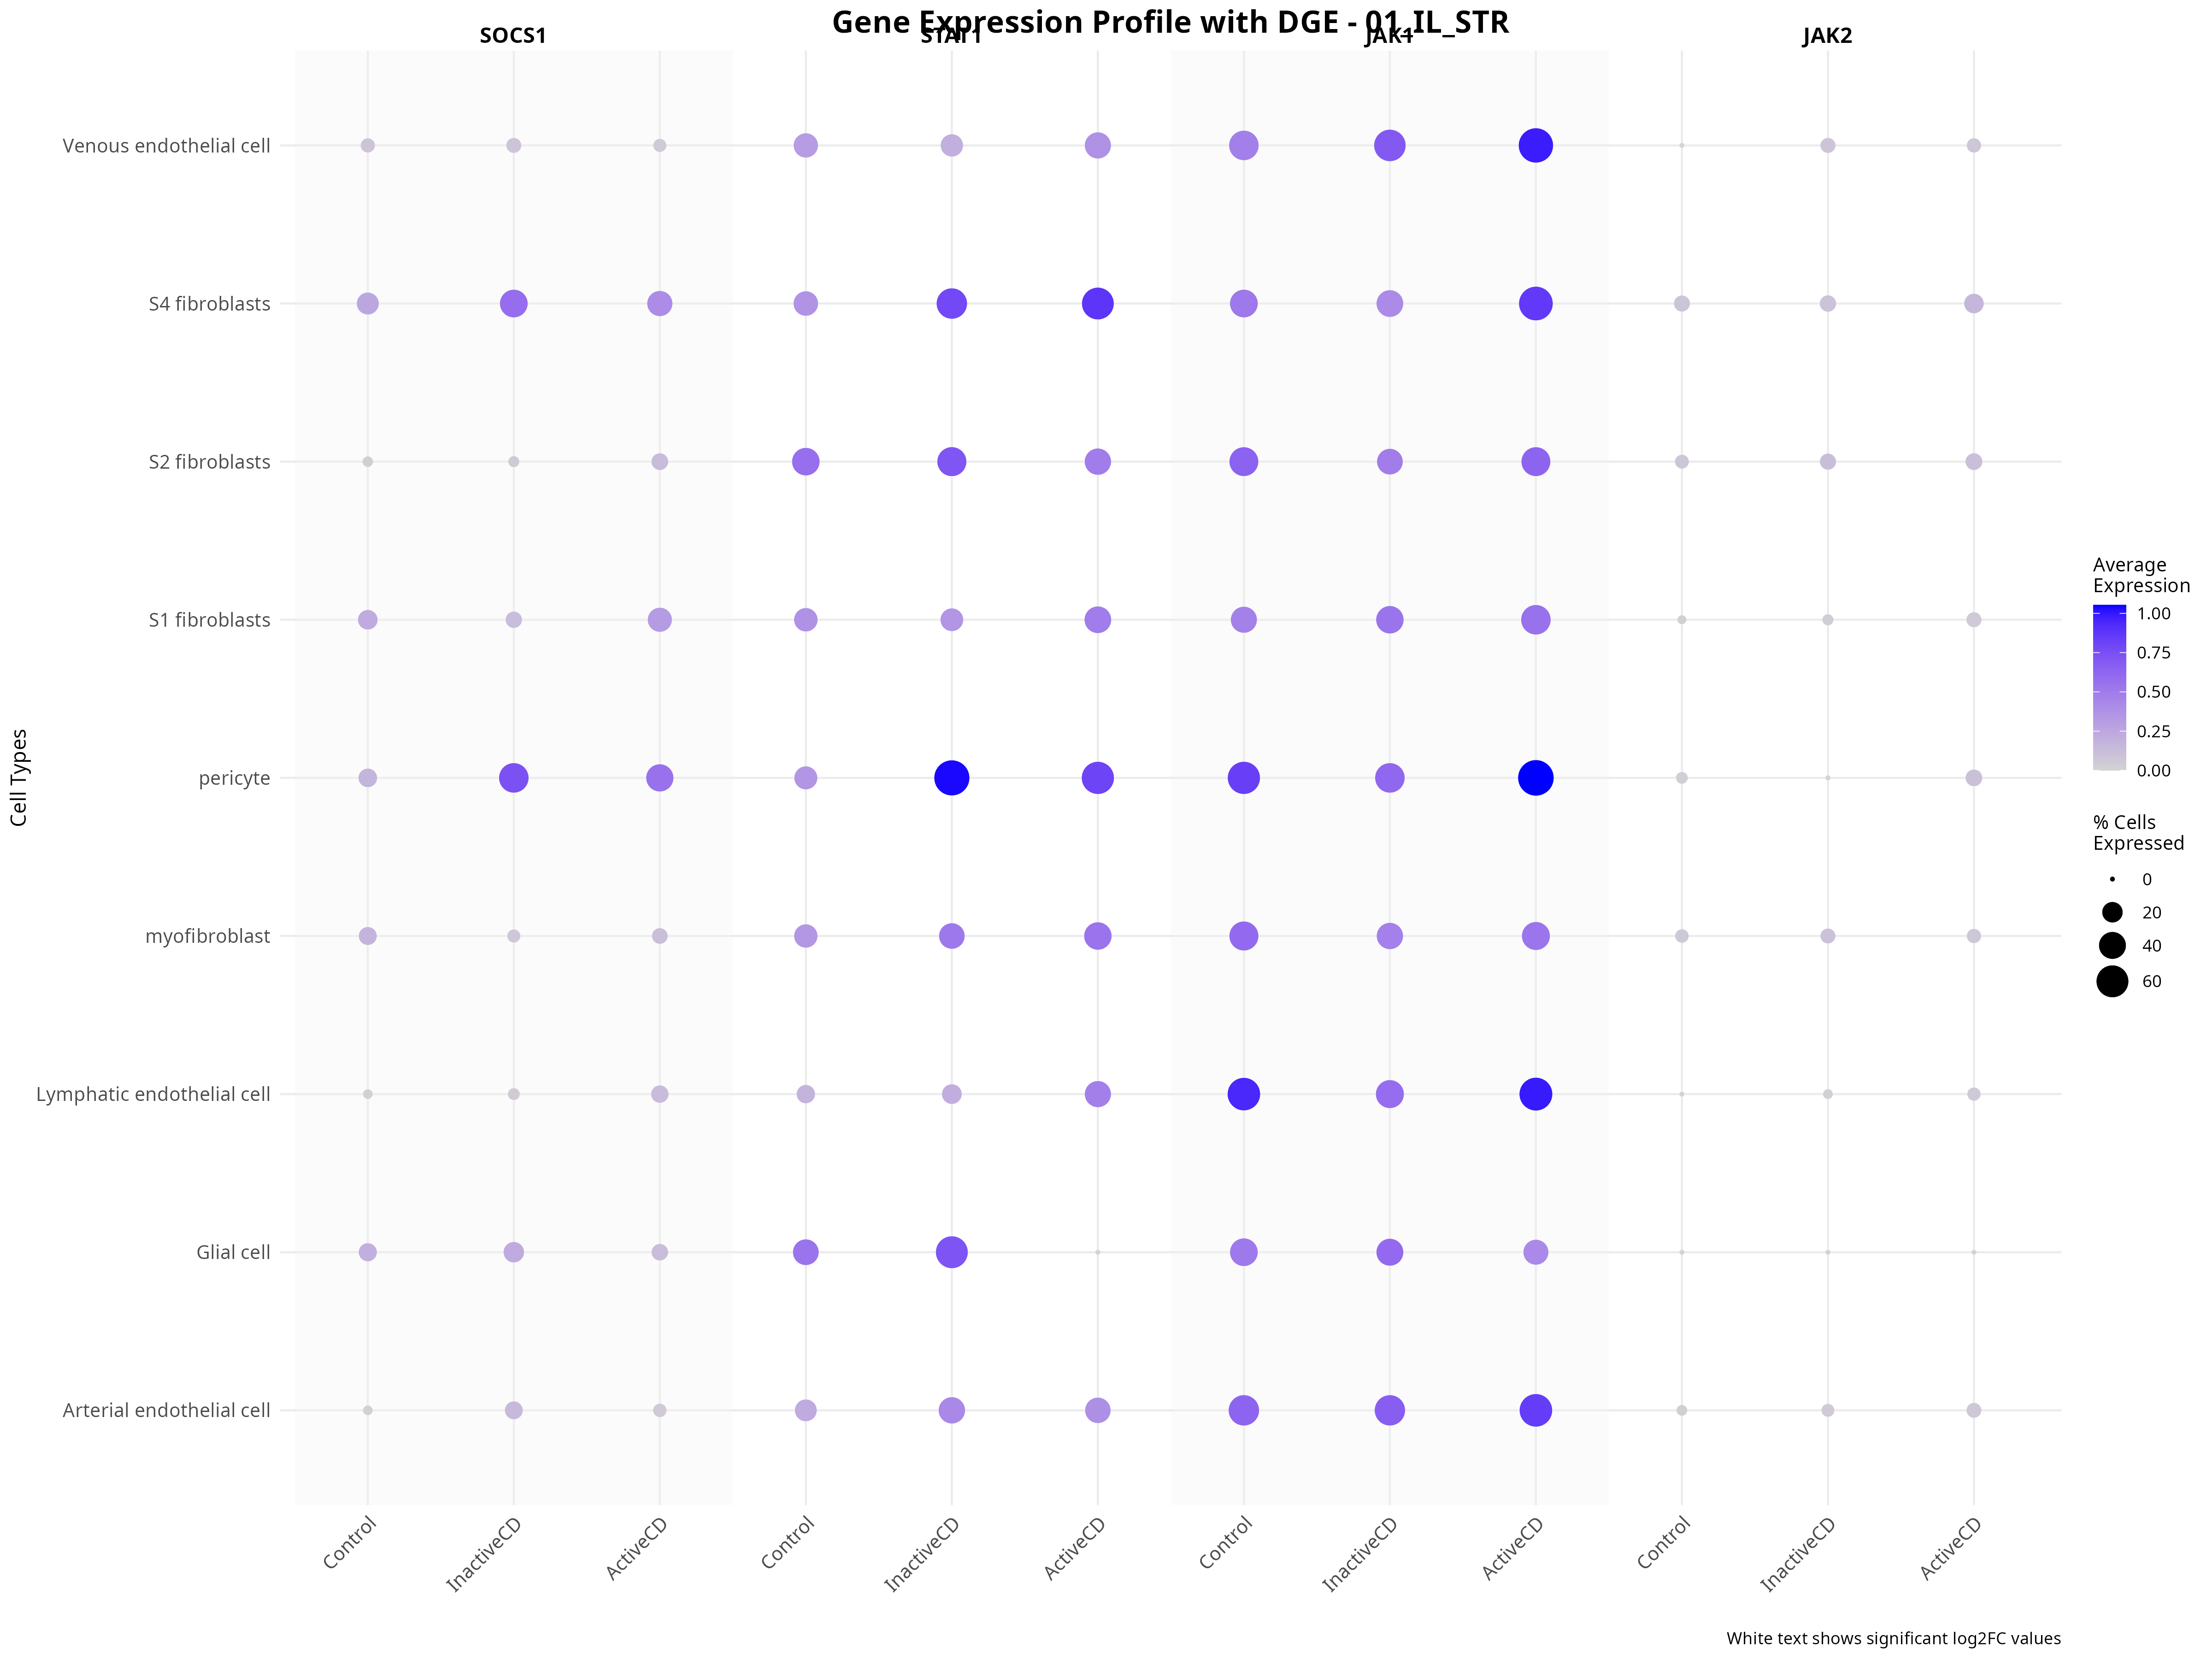 Gene Expression Profile with DGE - 01_IL_STR
SOCS1
STAT1
JAK1
JAK2
Venous endothelial cell
S4 fibroblasts
S2 fibroblasts
S1 fibroblasts
pericyte
myofibroblast
Lymphatic endothelial cell
Glial cell
Arterial endothelial cell
Cell Types
Control
InactiveCD
ActiveCD
Control
InactiveCD
ActiveCD
Control
InactiveCD
ActiveCD
Control
InactiveCD
ActiveCD
Average
Expression
1.00
0.75
0.50
0.25
0.00
% Cells
Expressed
0
20
40
60
White text shows significant log2FC values